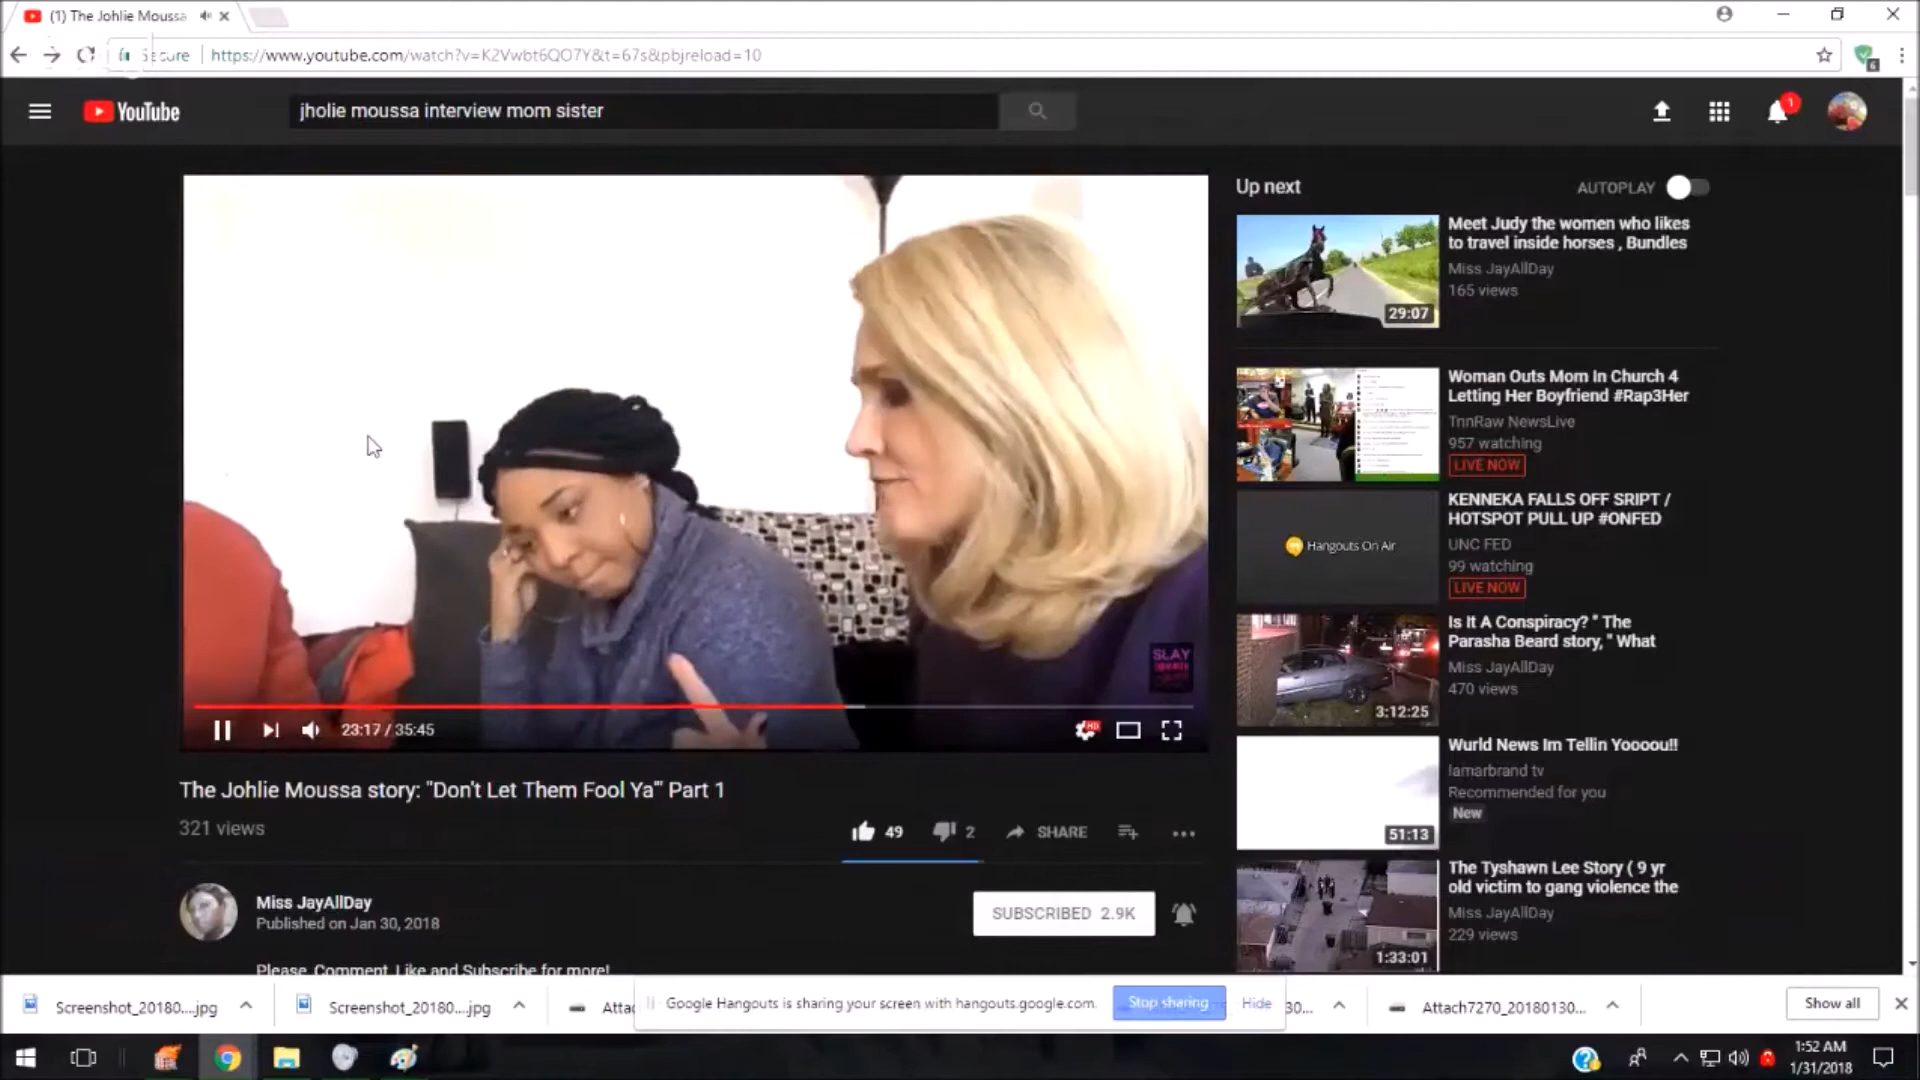 (1) The Johlie Moussa
Secure
https://www.youtube.com/watch?v=K2Vwbt6QO7Y&t=67s&pbjreload=10
6
YouTube
jholie moussa interview mom sister
1
SLAY
23:17 / 35:45
HD
The Johlie Moussa story: "Don't Let Them Fool Ya'" Part 1
321 views
49
2
SHARE
Miss JayAllDay
Published on Jan 30, 2018
SUBSCRIBED 2.9K
Please, Comment, Like and Subscribe for more!
Up next
AUTOPLAY
Meet Judy the women who likes
to travel inside horses , Bundles
Miss JayAllDay
165 views
29:07
Woman Outs Mom In Church 4
Letting Her Boyfriend #Rap3Her
TnnRaw NewsLive
957 watching
LIVE NOW
KENNEKA FALLS OFF SRIPT /
HOTSPOT PULL UP #ONFED
UNC FED
99 watching
LIVE NOW
Hangouts On Air
Is It A Conspiracy? " The
Parasha Beard story, " What
Miss JayAllDay
470 views
3:12:25
Wurld News Im Tellin Yoooou!!
lamarbrand tv
Recommended for you
New
51:13
The Tyshawn Lee Story ( 9 yr
old victim to gang violence the
Miss JayAllDay
229 views
1:33:01
Screenshot_20180....jpg
Screenshot_20180....jpg
Attac
Google Hangouts is sharing your screen with hangouts.google.com.
Stop sharing
Hide
30...
Attach7270_20180130...
Show all
1:52 AM
1/31/2018